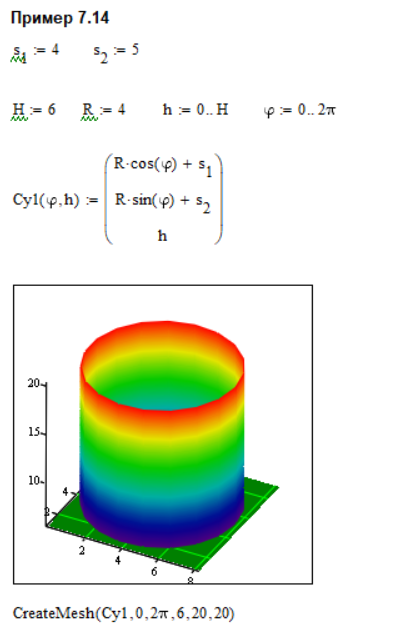 Пример 7.14
s1 := 4 s2 := 5
H := 6 R := 4 h := 0.. H φ := 0.. 2π
R·cos(φ) + s1
Cy1(φ,h) := R·sin(φ) + s2
h
20
15
10
4
2
2
4
6
8
CreateMesh(Cy1,0,2π,6,20,20)